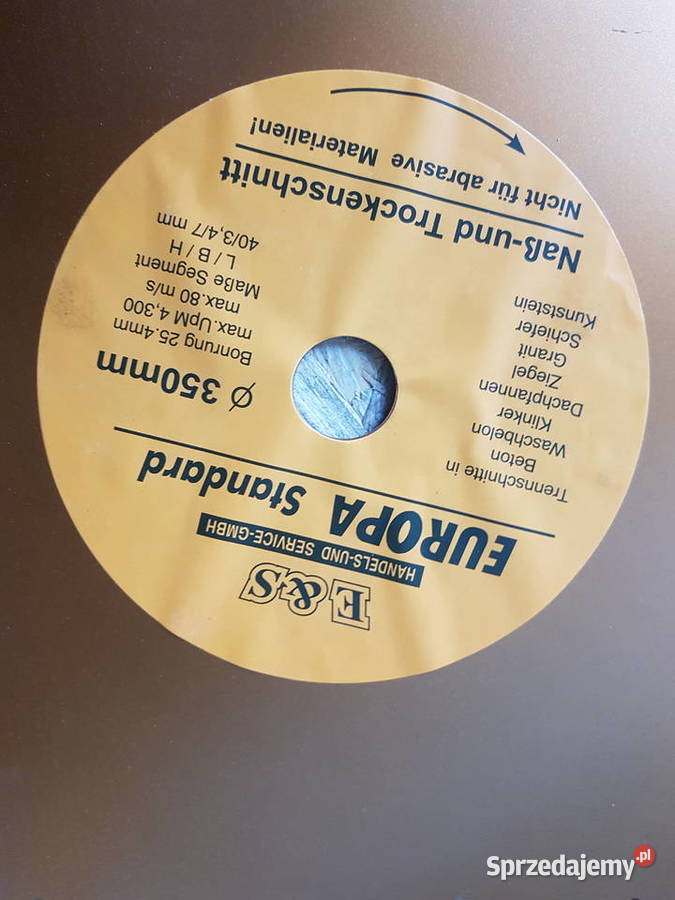 E&S
HANDELS-UND SERVICE-GMBH
EUROPA Standard
Trennschnitte in
Beton
Waschbelon
Klinker
Dachpfannen
Ziegel
Granit
Schiefer
Kunststein
Ø 350mm
Bonrung 25.4mm
max.UpM 4,300
max.80 m/s
Maße Segment
L / B / H
40/3,4/7 mm
Naß-und Trockenschnitt
Nicht für abrasive Materialien!
Sprzedajemy.pl